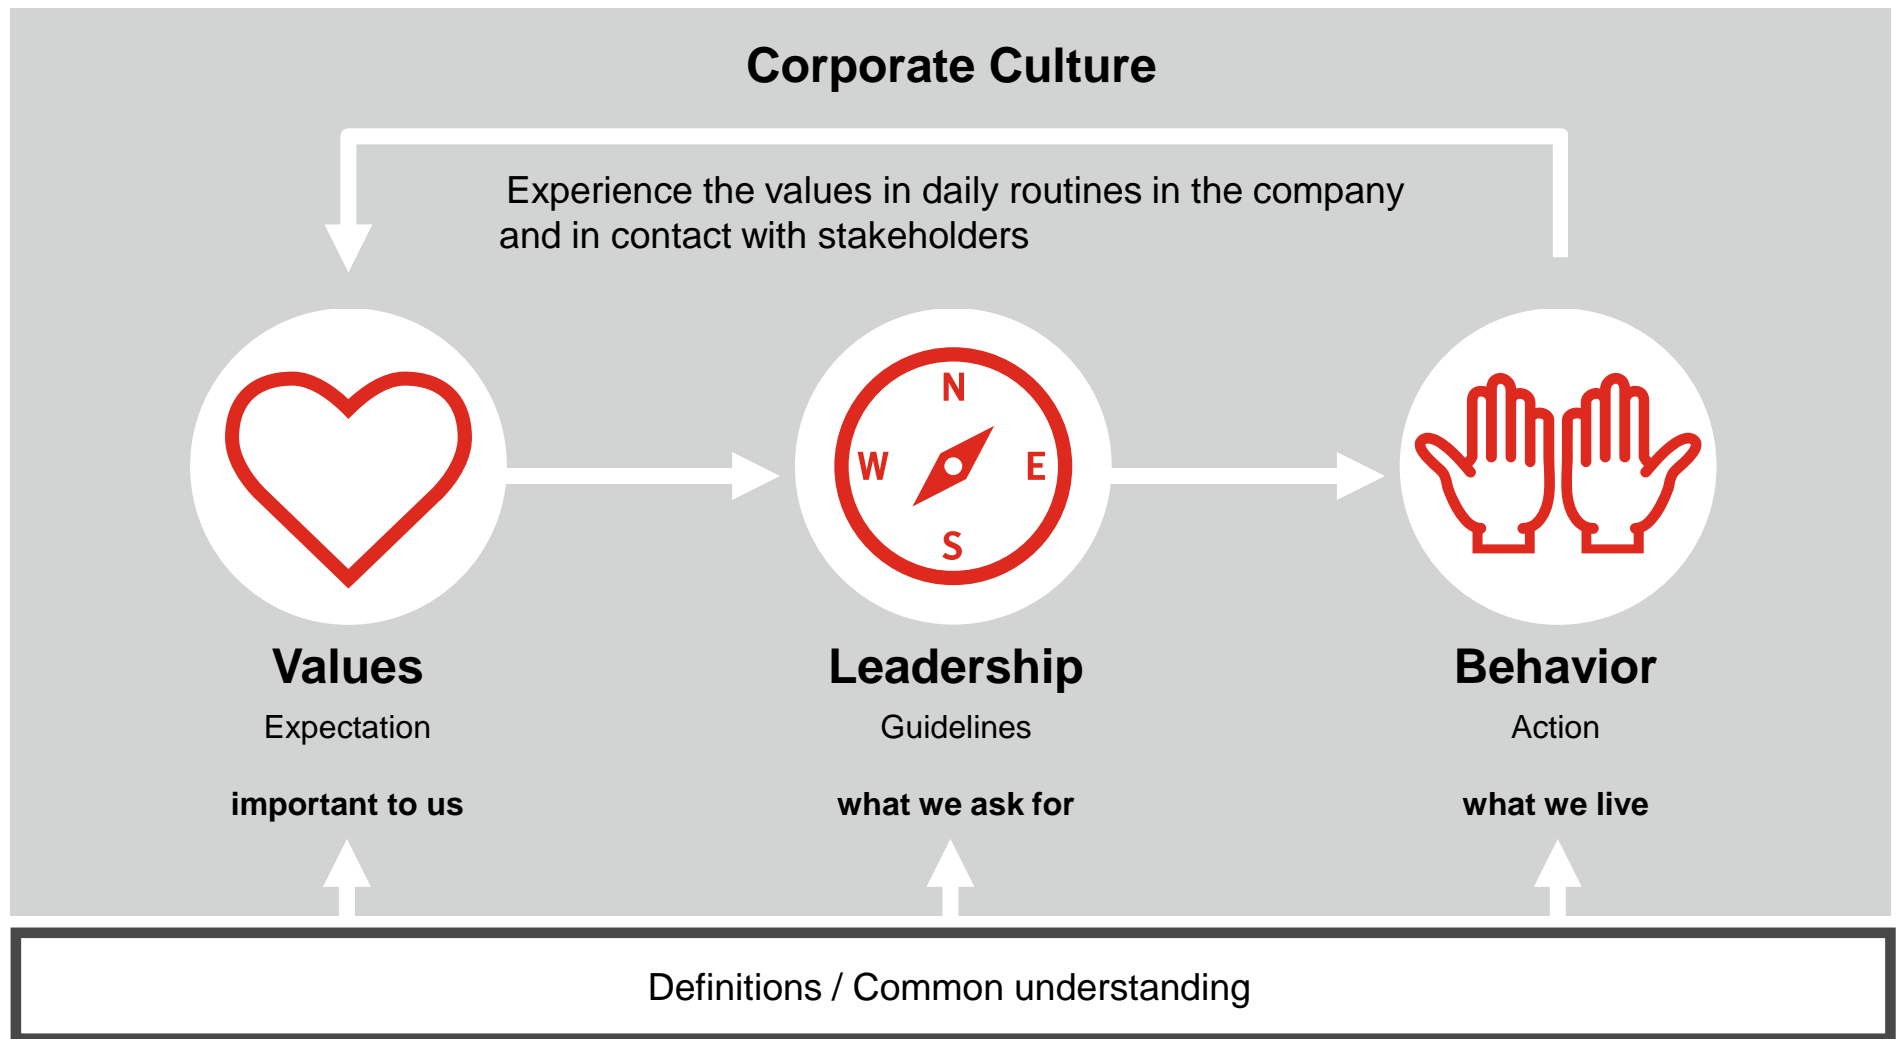 Corporate Culture
Experience the values in daily routines in the company
and in contact with stakeholders
N
W
E
S
Values
Leadership
Behavior
Expectation
Guidelines
Action
important to us
what we ask for
what we live
Definitions / Common understanding